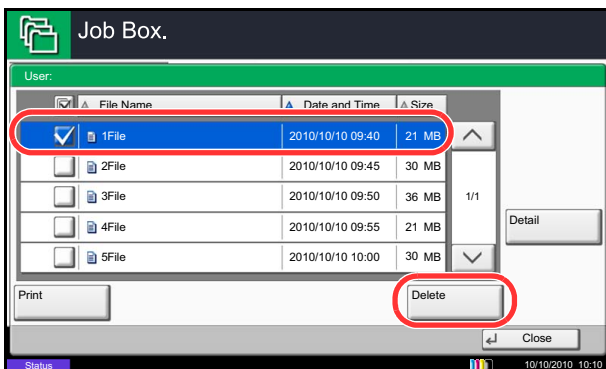 Job Box.
User:
File Name Date and Time Size
1File 2010/10/10 09:40 21 MB
2File 2010/10/10 09:45 30 MB
3File 2010/10/10 09:50 36 MB 1/1
4File 2010/10/10 09:55 21 MB Detail
5File 2010/10/10 10:00 30 MB
Print Delete
Close
Status 10/10/2010 10:10